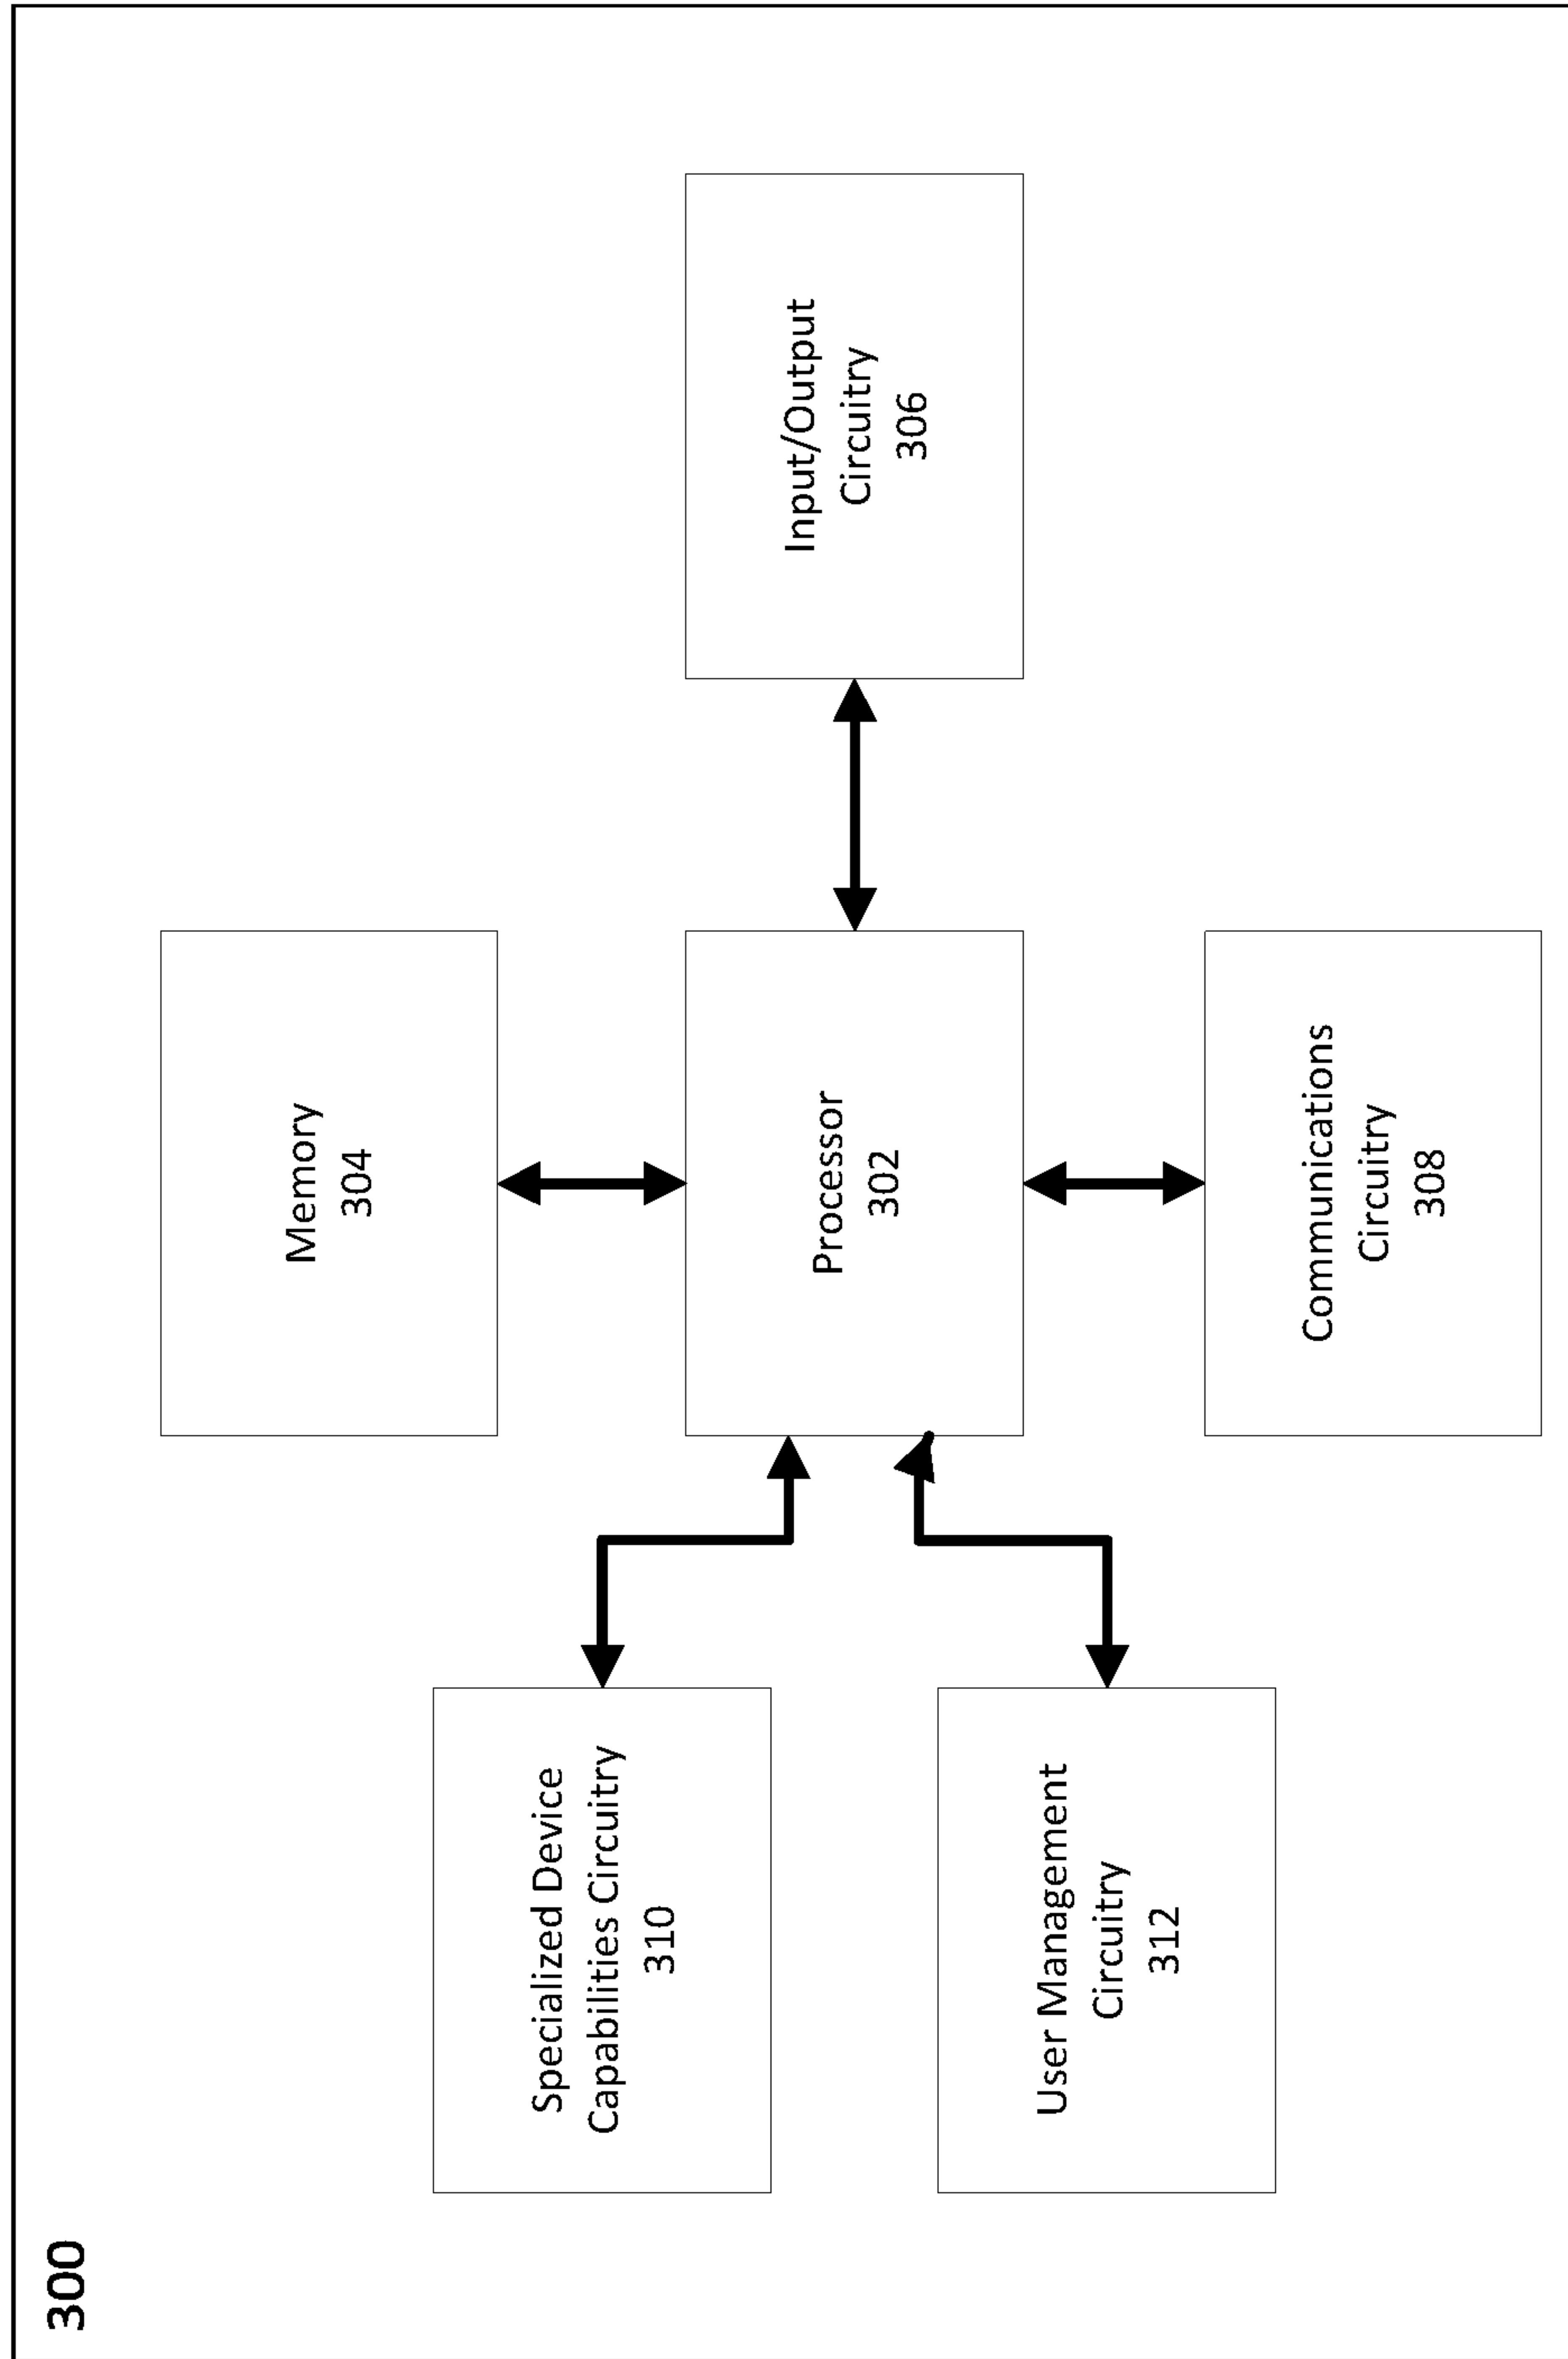 300
Memory
304
Specialized Device
Capabilities Circuitry
310
Processor
302
Input/Output
Circuitry
306
User Management
Circuitry
312
Communications
Circuitry
308